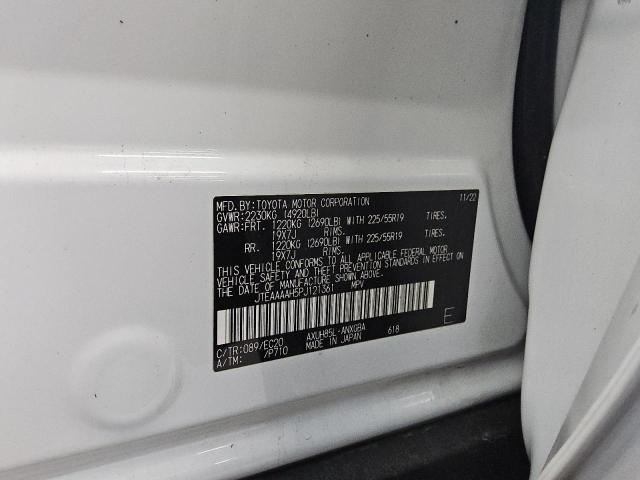 MFD.BY:TOYOTA MOTOR CORPORATION 11/22
GVWR:2230KG (4920LB)
GAWR:FRT. 1220KG (2690LB) WITH 225/55R19 TIRES.
19X7J RIMS.
RR. 1220KG (2690LB) WITH 225/55R19 TIRES.
19X7J RIMS.
THIS VEHICLE CONFORMS TO ALL APPLICABLE FEDERAL MOTOR
VEHICLE SAFETY AND THEFT PREVENTION STANDARDS IN EFFECT
ON THE DATE OF MANUFACTURE SHOWN ABOVE.
JTEAAAAH5PJ121361 MPV
C/TR:089/EC20 AXUH85L-ANXGBA 618
A/TM: /P710 MADE IN JAPAN
E